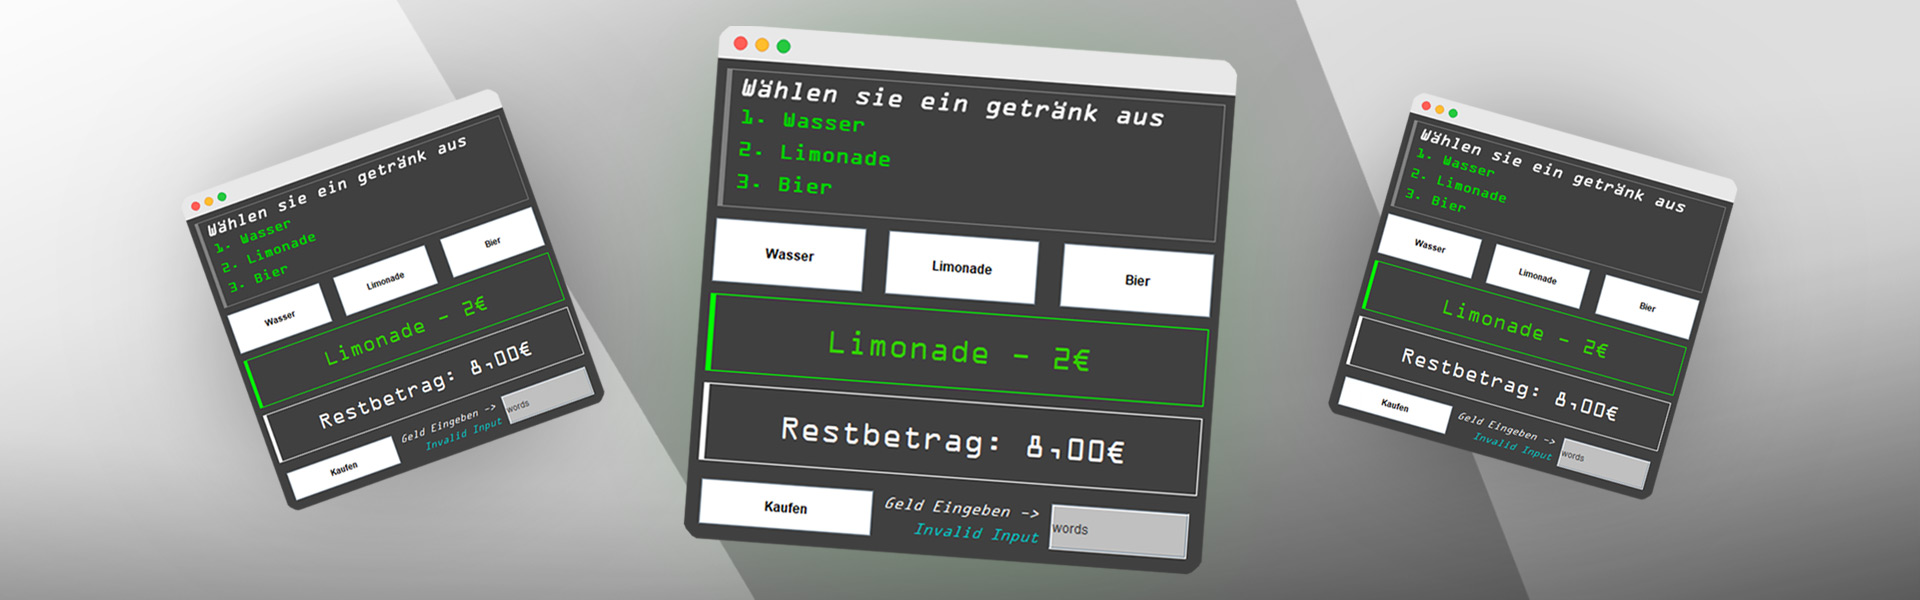 Wählen sie ein getränk aus
1. Wasser
2. Limonade
3. Bier
Wasser Limonade Bier
Limonade - 2€
Restbetrag: 8,00€
Kaufen
Geld Eingeben ->
Invalid Input
words
Wählen sie ein getränk aus
1. Wasser
2. Limonade
3. Bier
Wasser Limonade Bier
Limonade - 2€
Restbetrag: 8,00€
Kaufen
Geld Eingeben ->
Invalid Input
words
Wählen sie ein getränk aus
1. Wasser
2. Limonade
3. Bier
Wasser Limonade Bier
Limonade - 2€
Restbetrag: 8,00€
Kaufen
Geld Eingeben ->
Invalid Input
words